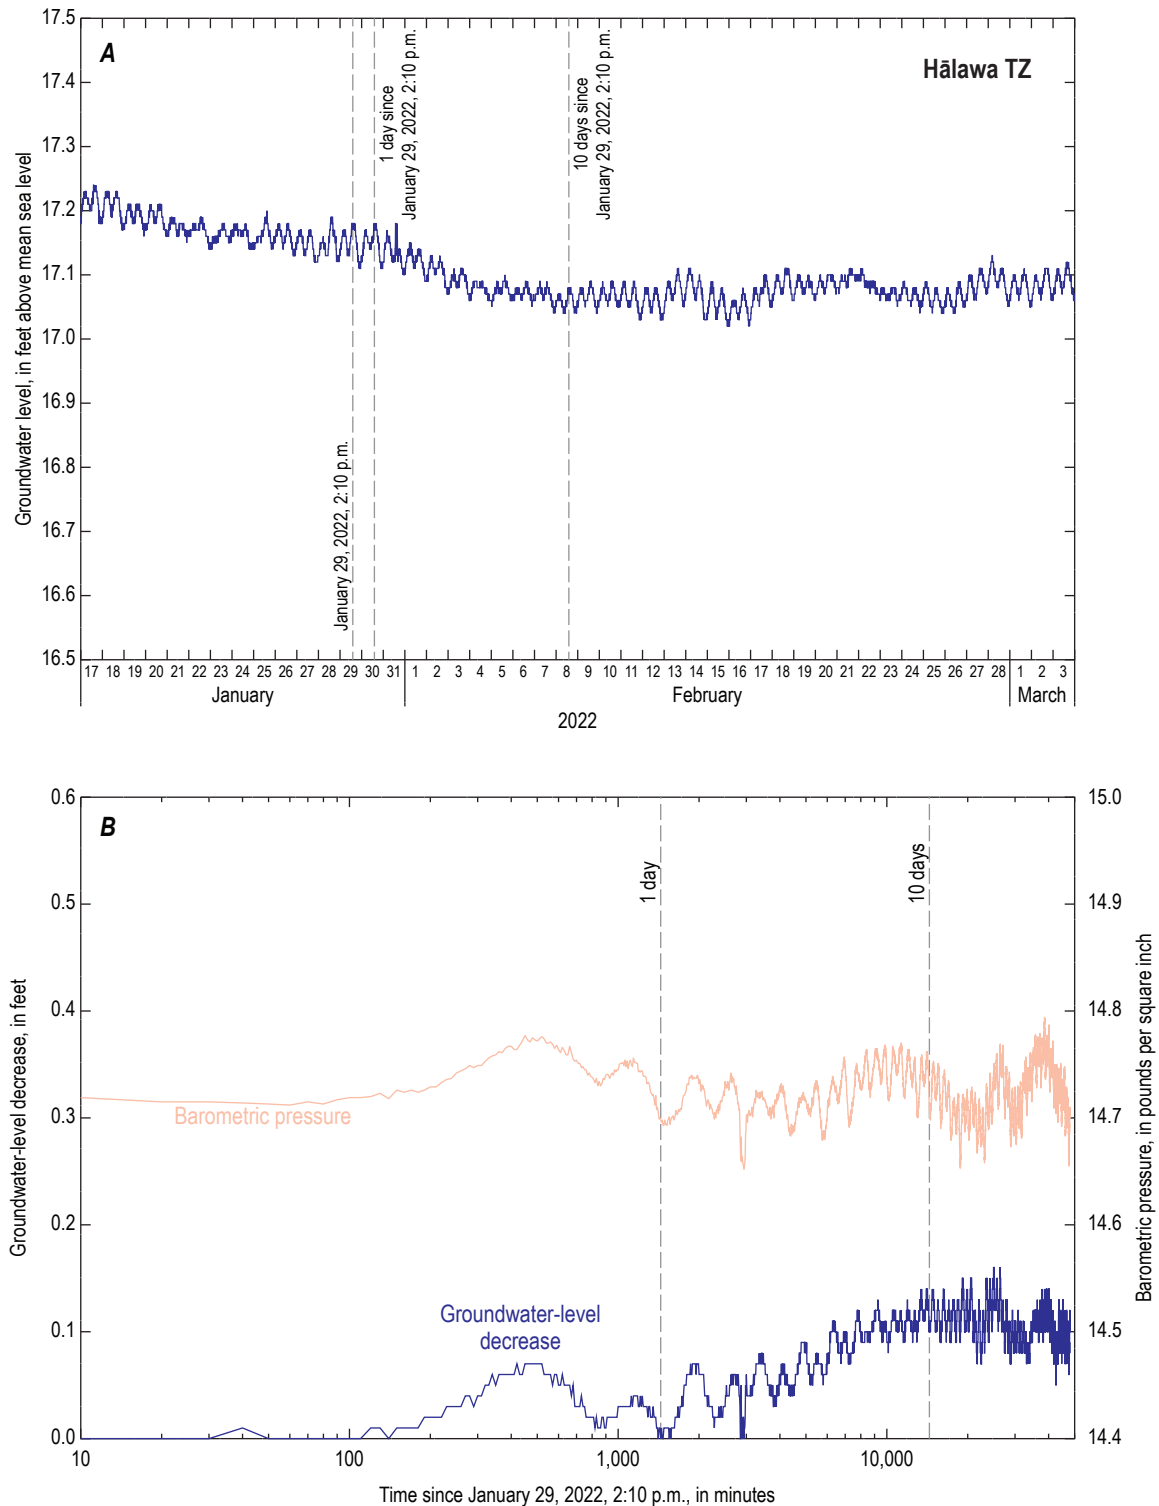 A
Hālawa TZ
17.5
17.4
17.3
17.2
17.1
17.0
16.9
16.8
16.7
16.6
16.5
Groundwater level, in feet above mean sea level
January 29, 2022, 2:10 p.m.
1 day since
January 29, 2022, 2:10 p.m.
10 days since
January 29, 2022, 2:10 p.m.
17 18 19 20 21 22 23 24 25 26 27 28 29 30 31 1 2 3 4 5 6 7 8 9 10 11 12 13 14 15 16 17 18 19 20 21 22 23 24 25 26 27 28 1 2 3
January February March
2022
B
0.6
0.5
0.4
0.3
0.2
0.1
0.0
Groundwater-level decrease, in feet
15.0
14.9
14.8
14.7
14.6
14.5
14.4
Barometric pressure, in pounds per square inch
1 day
10 days
Barometric pressure
Groundwater-level
decrease
10 100 1,000 10,000
Time since January 29, 2022, 2:10 p.m., in minutes